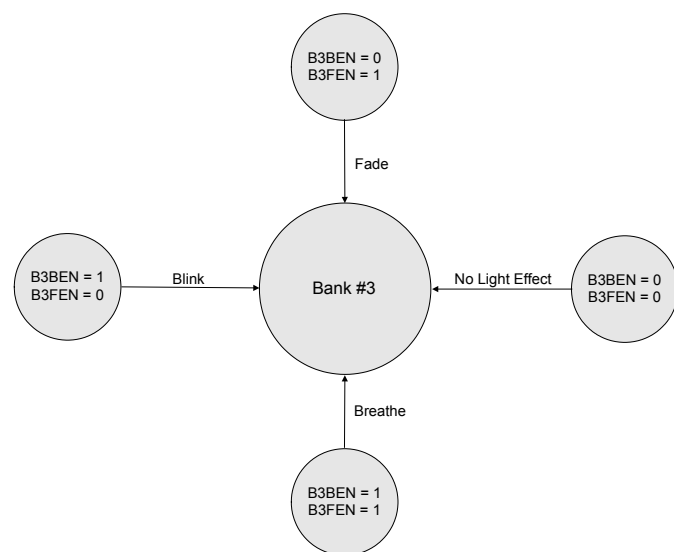 B3BEN = 0
B3FEN = 1
Fade
B3BEN = 1
B3FEN = 0
Blink
Bank #3
No Light Effect
B3BEN = 0
B3FEN = 0
Breathe
B3BEN = 1
B3FEN = 1